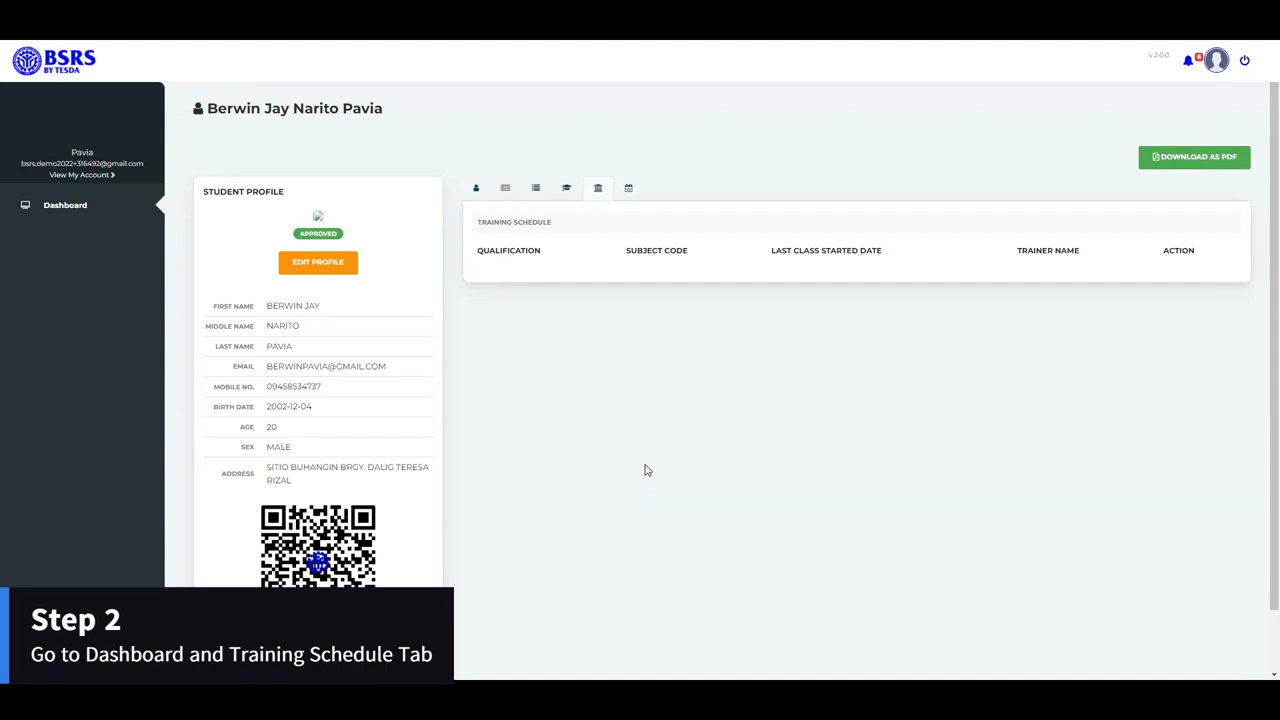 BSRS
BY TESDA
v 2.0.0
6
Pavia
bsrs.demo2022+316492@gmail.com
View My Account
Dashboard
Berwin Jay Narito Pavia
DOWNLOAD AS PDF
STUDENT PROFILE
APPROVED
EDIT PROFILE
FIRST NAME BERWIN JAY
MIDDLE NAME NARITO
LAST NAME PAVIA
EMAIL BERWINPAVIA@GMAIL.COM
MOBILE NO. 09458534737
BIRTH DATE 2002-12-04
AGE 20
SEX MALE
ADDRESS SITIO BUHANGIN BRGY. DALIG TERESA
RIZAL
TRAINING SCHEDULE
QUALIFICATION SUBJECT CODE LAST CLASS STARTED DATE TRAINER NAME ACTION
Step 2
Go to Dashboard and Training Schedule Tab